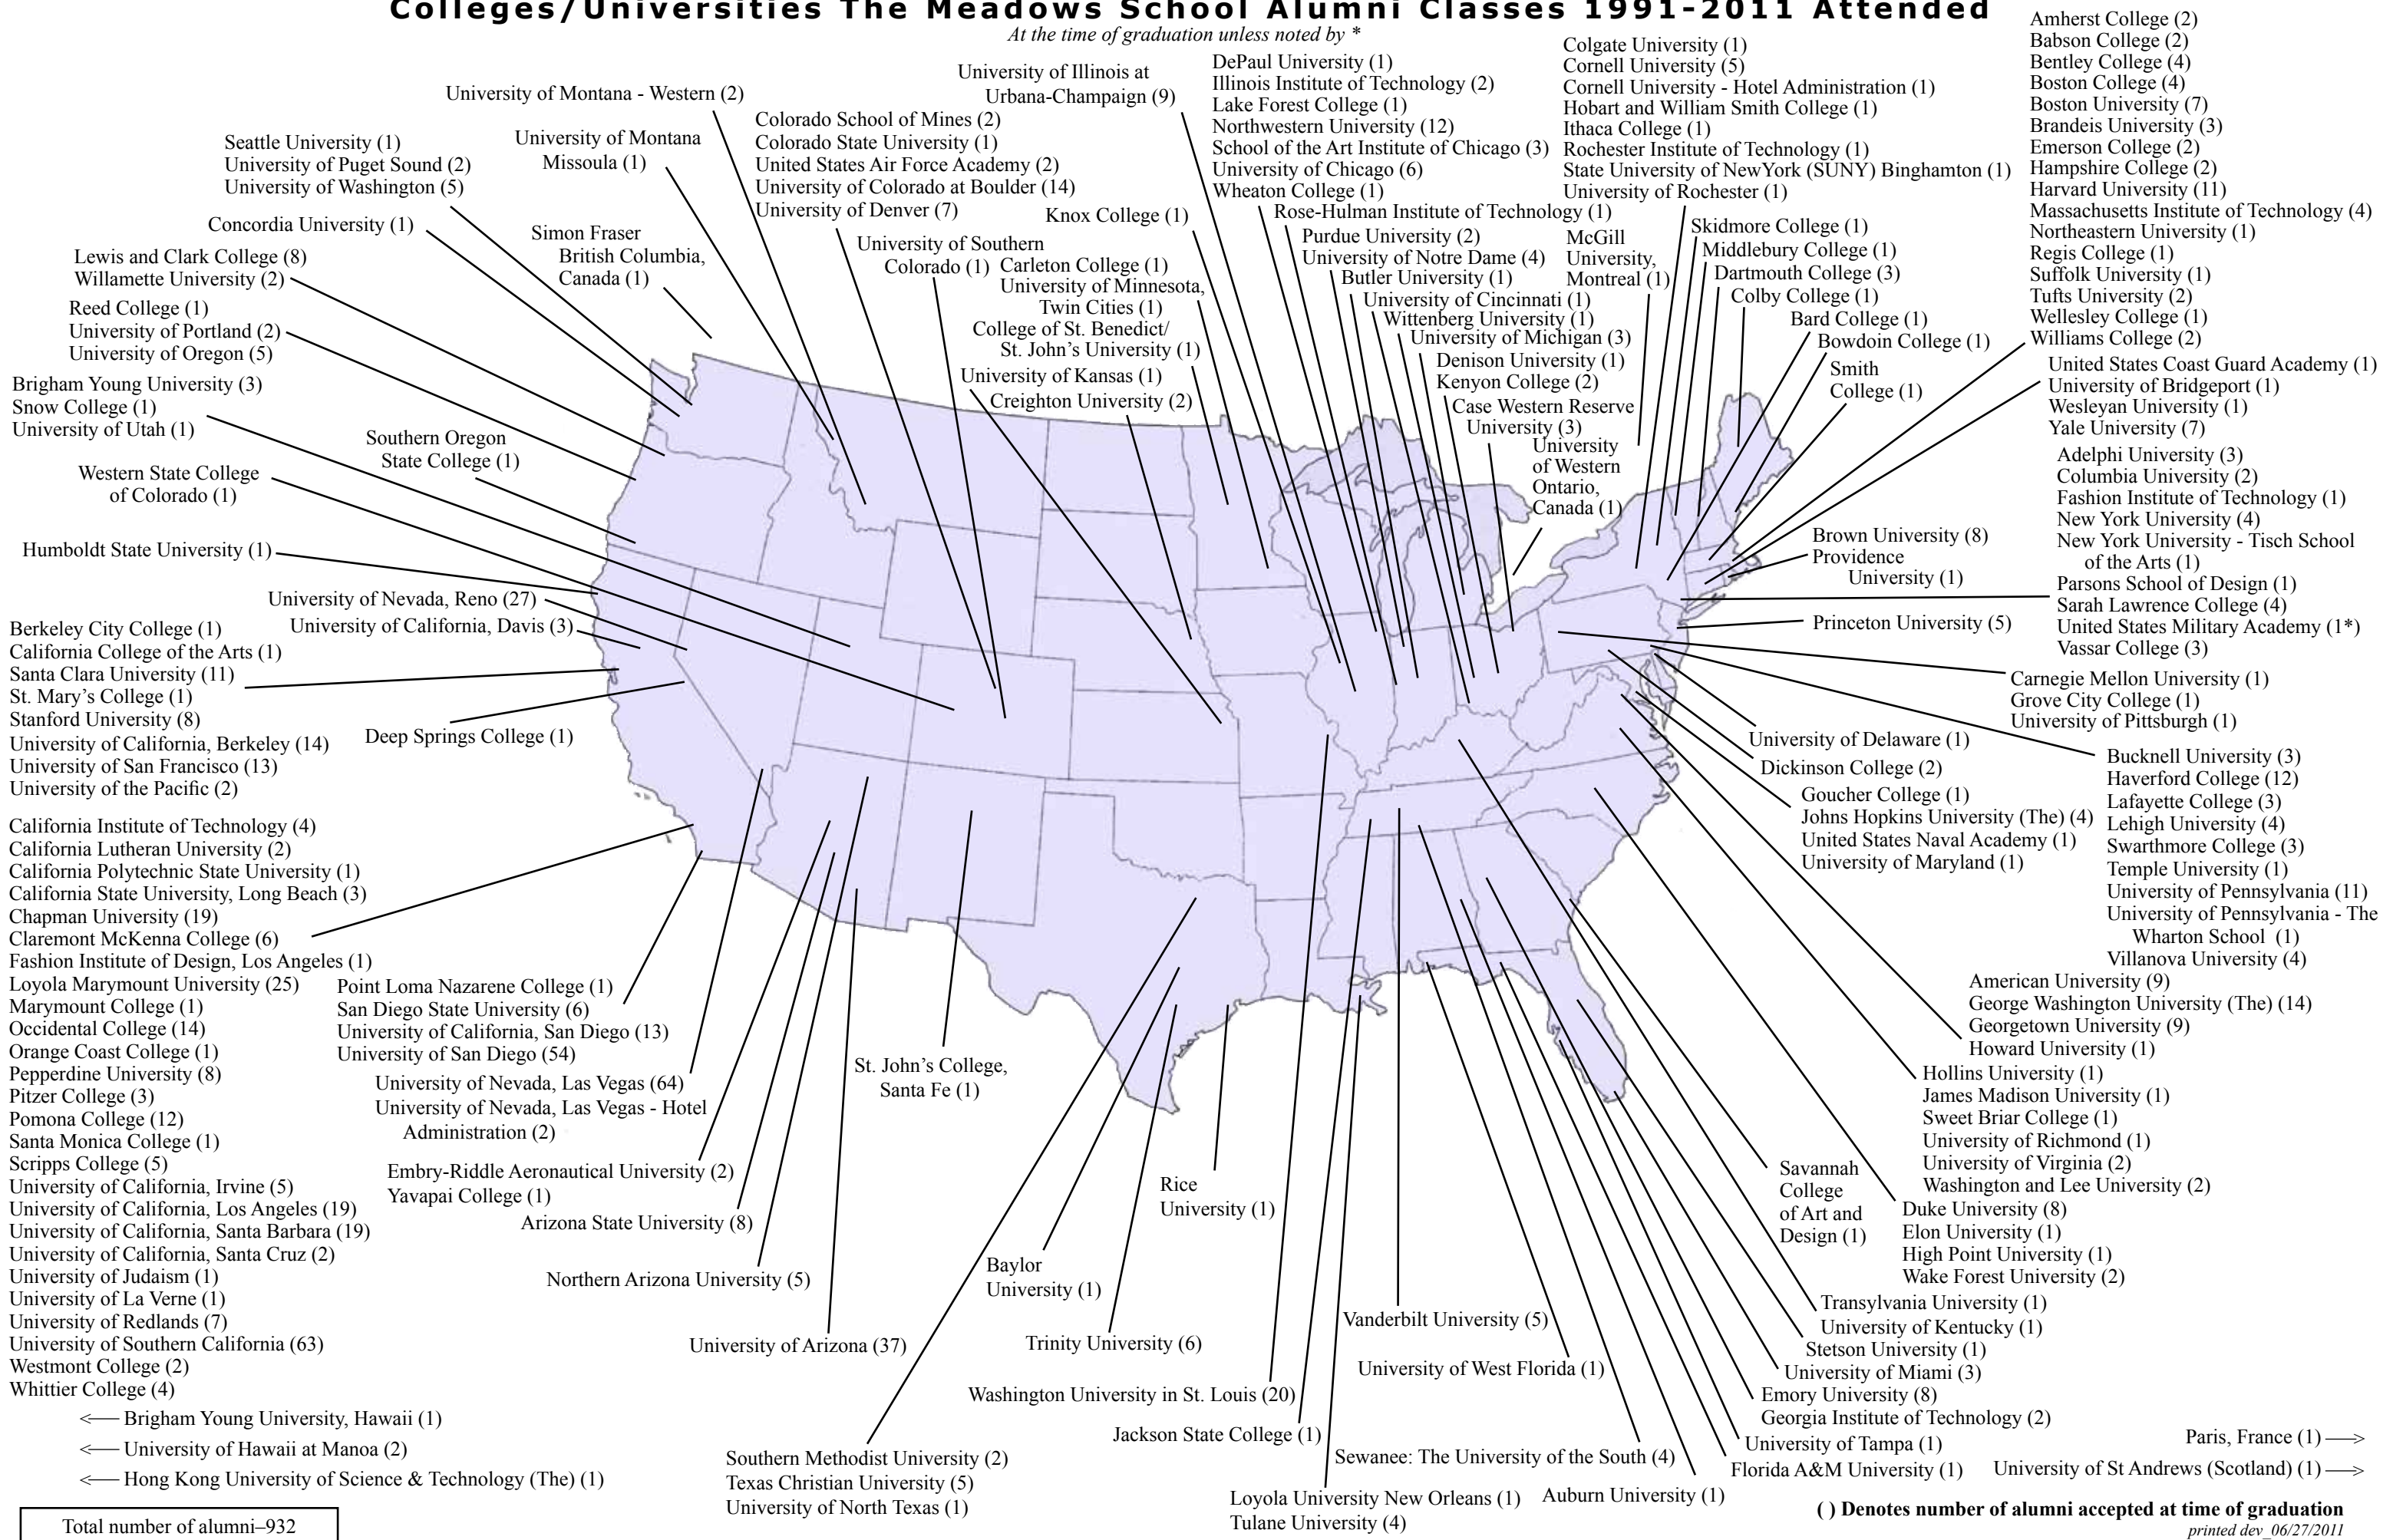 Colleges/Universities The Meadows School Alumni Classes 1991-2011 Attended
At the time of graduation unless noted by *
University of Montana - Western (2)
University of Montana
Missoula (1)
Seattle University (1)
University of Puget Sound (2)
University of Washington (5)
Concordia University (1)
Lewis and Clark College (8)
Willamette University (2)
Reed College (1)
University of Portland (2)
University of Oregon (5)
Brigham Young University (3)
Snow College (1)
University of Utah (1)
Southern Oregon
State College (1)
Western State College
of Colorado (1)
Simon Fraser
British Columbia,
Canada (1)
Colorado School of Mines (2)
Colorado State University (1)
United States Air Force Academy (2)
University of Colorado at Boulder (14)
University of Denver (7)
University of Southern
Colorado (1)
University of Illinois at
Urbana-Champaign (9)
Knox College (1)
Carleton College (1)
University of Minnesota,
Twin Cities (1)
College of St. Benedict/
St. John's University (1)
University of Kansas (1)
Creighton University (2)
DePaul University (1)
Illinois Institute of Technology (2)
Lake Forest College (1)
Northwestern University (12)
School of the Art Institute of Chicago (3)
University of Chicago (6)
Wheaton College (1)
Rose-Hulman Institute of Technology (1)
Purdue University (2)
University of Notre Dame (4)
Butler University (1)
University of Cincinnati (1)
Wittenberg University (1)
University of Michigan (3)
Denison University (1)
Kenyon College (2)
Case Western Reserve
University (3)
University
of Western
Ontario,
Canada (1)
McGill
University,
Montreal (1)
Colgate University (1)
Cornell University (5)
Cornell University - Hotel Administration (1)
Hobart and William Smith College (1)
Ithaca College (1)
Rochester Institute of Technology (1)
State University of NewYork (SUNY) Binghamton (1)
University of Rochester (1)
Skidmore College (1)
Middlebury College (1)
Dartmouth College (3)
Colby College (1)
Bard College (1)
Bowdoin College (1)
Smith
College (1)
Amherst College (2)
Babson College (2)
Bentley College (4)
Boston College (4)
Boston University (7)
Brandeis University (3)
Emerson College (2)
Hampshire College (2)
Harvard University (11)
Massachusetts Institute of Technology (4)
Northeastern University (1)
Regis College (1)
Suffolk University (1)
Tufts University (2)
Wellesley College (1)
Williams College (2)
United States Coast Guard Academy (1)
University of Bridgeport (1)
Wesleyan University (1)
Yale University (7)
Adelphi University (3)
Columbia University (2)
Fashion Institute of Technology (1)
New York University (4)
New York University - Tisch School
of the Arts (1)
Parsons School of Design (1)
Sarah Lawrence College (4)
United States Military Academy (1*)
Vassar College (3)
Brown University (8)
Providence
University (1)
Princeton University (5)
Carnegie Mellon University (1)
Grove City College (1)
University of Pittsburgh (1)
University of Delaware (1)
Dickinson College (2)
Goucher College (1)
Johns Hopkins University (The) (4)
United States Naval Academy (1)
University of Maryland (1)
Bucknell University (3)
Haverford College (12)
Lafayette College (3)
Lehigh University (4)
Swarthmore College (3)
Temple University (1)
University of Pennsylvania (11)
University of Pennsylvania - The
Wharton School (1)
Villanova University (4)
American University (9)
George Washington University (The) (14)
Georgetown University (9)
Howard University (1)
Hollins University (1)
James Madison University (1)
Sweet Briar College (1)
University of Richmond (1)
University of Virginia (2)
Washington and Lee University (2)
Duke University (8)
Elon University (1)
High Point University (1)
Wake Forest University (2)
Savannah
College
of Art and
Design (1)
Transylvania University (1)
University of Kentucky (1)
Stetson University (1)
University of Miami (3)
Emory University (8)
Georgia Institute of Technology (2)
University of Tampa (1)
Florida A&M University (1)
Humboldt State University (1)
University of Nevada, Reno (27)
University of California, Davis (3)
Berkeley City College (1)
California College of the Arts (1)
Santa Clara University (11)
St. Mary's College (1)
Stanford University (8)
University of California, Berkeley (14)
University of San Francisco (13)
University of the Pacific (2)
Deep Springs College (1)
California Institute of Technology (4)
California Lutheran University (2)
California Polytechnic State University (1)
California State University, Long Beach (3)
Chapman University (19)
Claremont McKenna College (6)
Fashion Institute of Design, Los Angeles (1)
Loyola Marymount University (25)
Marymount College (1)
Occidental College (14)
Orange Coast College (1)
Pepperdine University (8)
Pitzer College (3)
Pomona College (12)
Santa Monica College (1)
Scripps College (5)
University of California, Irvine (5)
University of California, Los Angeles (19)
University of California, Santa Barbara (19)
University of California, Santa Cruz (2)
University of Judaism (1)
University of La Verne (1)
University of Redlands (7)
University of Southern California (63)
Westmont College (2)
Whittier College (4)
Point Loma Nazarene College (1)
San Diego State University (6)
University of California, San Diego (13)
University of San Diego (54)
University of Nevada, Las Vegas (64)
University of Nevada, Las Vegas - Hotel
Administration (2)
Embry-Riddle Aeronautical University (2)
Yavapai College (1)
Arizona State University (8)
Northern Arizona University (5)
University of Arizona (37)
St. John's College,
Santa Fe (1)
Rice
University (1)
Baylor
University (1)
Trinity University (6)
Southern Methodist University (2)
Texas Christian University (5)
University of North Texas (1)
Washington University in St. Louis (20)
Jackson State College (1)
Loyola University New Orleans (1)
Tulane University (4)
Vanderbilt University (5)
University of West Florida (1)
Sewanee: The University of the South (4)
Auburn University (1)
Brigham Young University, Hawaii (1)
University of Hawaii at Manoa (2)
Hong Kong University of Science & Technology (The) (1)
Paris, France (1)
University of St Andrews (Scotland) (1)
Total number of alumni–932
( ) Denotes number of alumni accepted at time of graduation
printed dev_06/27/2011